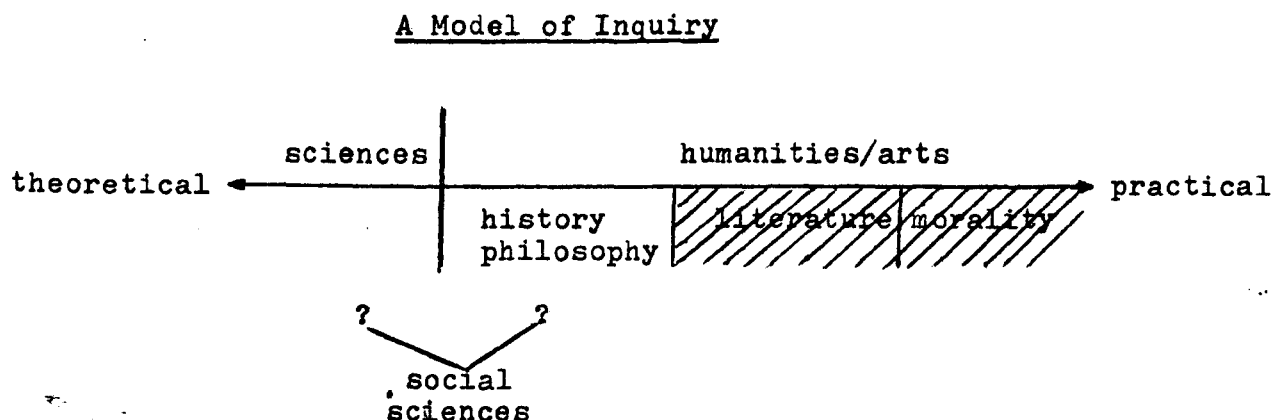 A Model of Inquiry
sciences humanities/arts
theoretical practical
history literature morality
philosophy
? ?
social
sciences